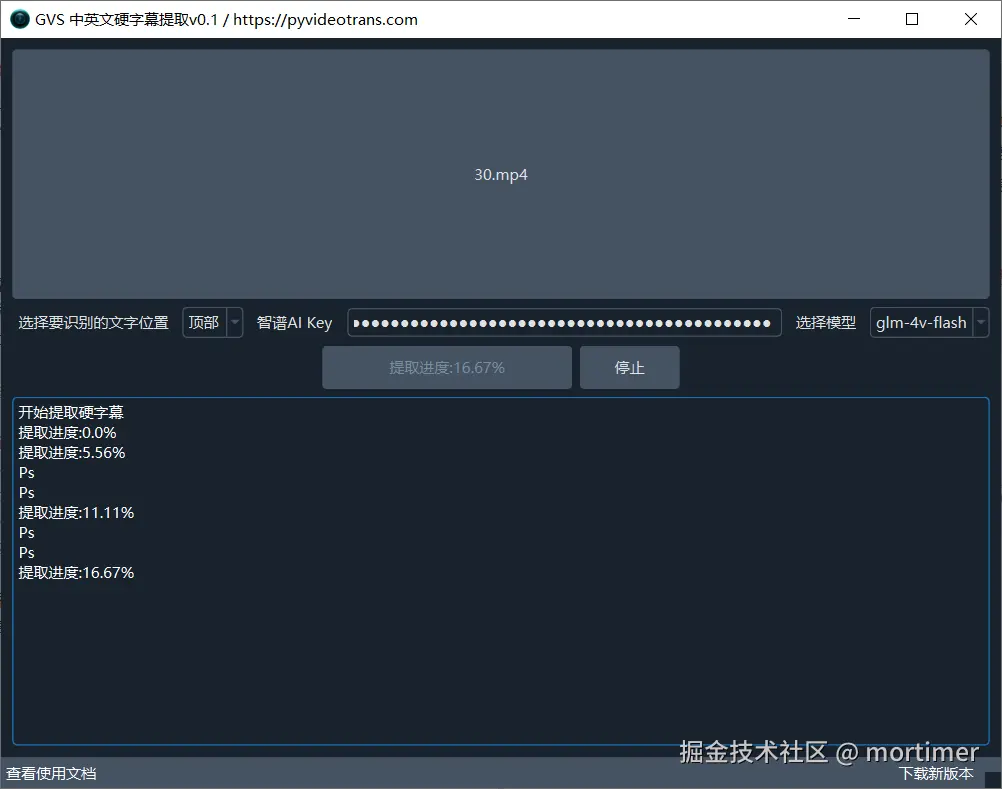 GVS 中英文硬字幕提取v0.1 / https://pyvideotrans.com
30.mp4
选择要识别的文字位置 顶部 智谱AI Key ●●●●●●●●●●●●●●●●●●●●●●●●●●●●●●●●●●●●●●●●●●●●●●●●● 选择模型 glm-4v-flash
提取进度:16.67% 停止
开始提取硬字幕
提取进度:0.0%
提取进度:5.56%
Ps
Ps
提取进度:11.11%
Ps
Ps
提取进度:16.67%
掘金技术社区 @ mortimer
查看使用文档 下载新版本